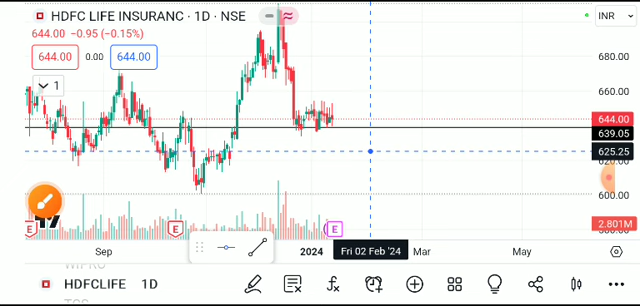 HDFC LIFE INSURANC · 1D · NSE
INR
644.00 −0.95 (−0.15%)
644.00 0.00 644.00
1
680.00
660.00
644.00
639.05
625.25
600.00
2.801M
E E E
Sep 2024 Fri 02 Feb '24 Mar May
WIPRO
HDFCLIFE 1D
TCS